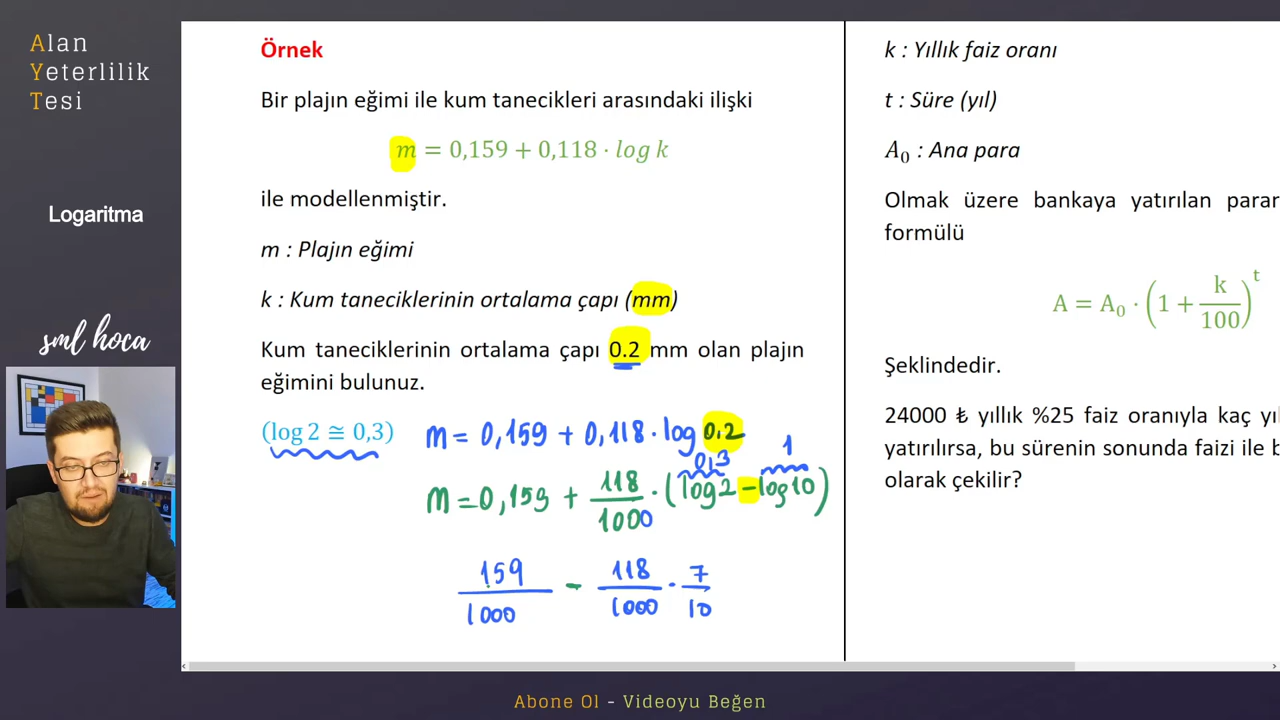 Alan
Yeterlilik
Tesi
Logaritma
sml hoca
Örnek
Bir plajın eğimi ile kum tanecikleri arasındaki ilişki
m = 0,159 + 0,118 · log k
ile modellenmiştir.
m : Plajın eğimi
k : Kum taneciklerinin ortalama çapı (mm)
Kum taneciklerinin ortalama çapı 0.2 mm olan plajın
eğimini bulunuz.
(log 2 ≅ 0,3)
m = 0,159 + 0,118 · log 0.2
0,3 1
m = 0,159 + 118/1000 · (log2 - log10)
159/1000 - 118/1000 · 7/10
k : Yıllık faiz oranı
t : Süre (yıl)
A₀ : Ana para
Olmak üzere bankaya yatırılan parar
formülü
A = A₀ · (1 + k/100)^t
Şeklindedir.
24000 ₺ yıllık %25 faiz oranıyla kaç yı
yatırılırsa, bu sürenin sonunda faizi ile b
olarak çekilir?
Abone Ol - Videoyu Beğen